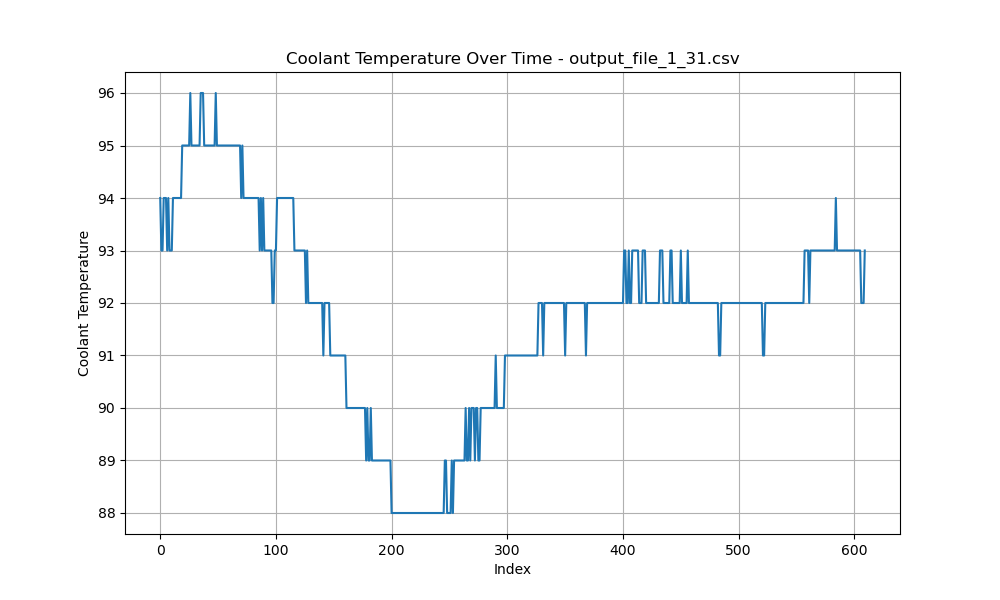 Coolant Temperature Over Time - output_file_1_31.csv
Coolant Temperature
96
95
94
93
92
91
90
89
88
0 100 200 300 400 500 600
Index